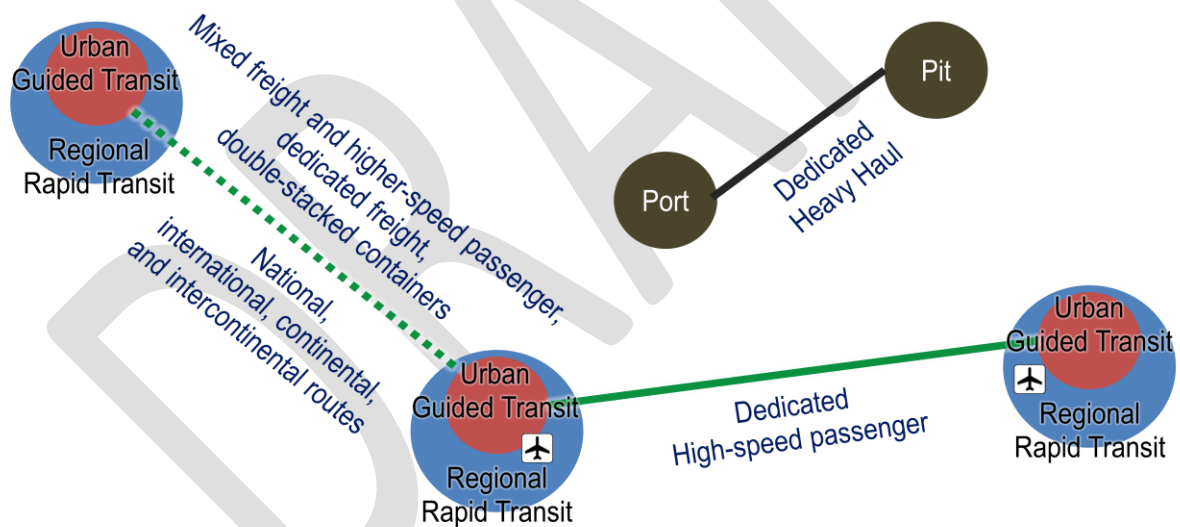 Urban
Guided Transit
Regional
Rapid Transit
Mixed freight and higher-speed passenger,
dedicated freight,
double-stacked containers
National,
international, continental,
and intercontinental routes
Pit
Port
Dedicated
Heavy Haul
Urban
Guided Transit
Regional
Rapid Transit
Dedicated
High-speed passenger
Urban
Guided Transit
Regional
Rapid Transit
DRA